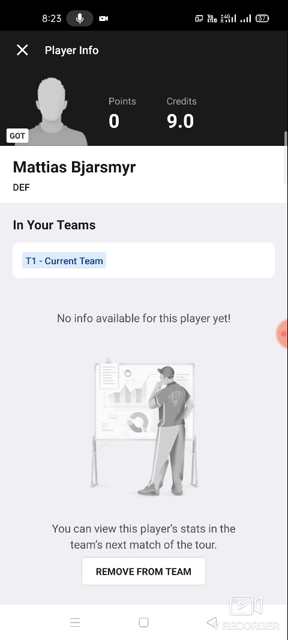 8:23
57
Player Info
Points
Credits
0
9.0
GOT
Mattias Bjarsmyr
DEF
In Your Teams
T1 - Current Team
No info available for this player yet!
You can view this player's stats in the
team's next match of the tour.
REMOVE FROM TEAM
RECORDER